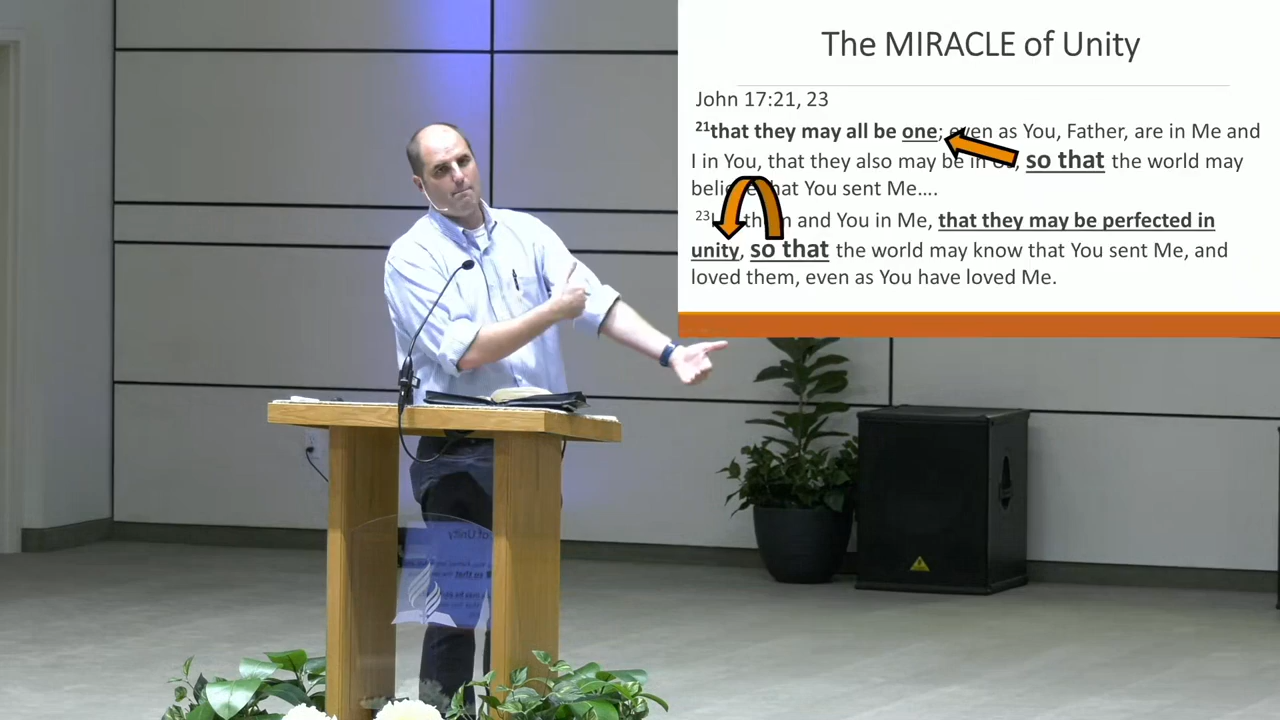 The MIRACLE of Unity
John 17:21, 23
21that they may all be one; even as You, Father, are in Me and
I in You, that they also may be in Us, so that the world may
believe that You sent Me....
23 and You in Me, that they may be perfected in
unity, so that the world may know that You sent Me, and
loved them, even as You have loved Me.
of Unity